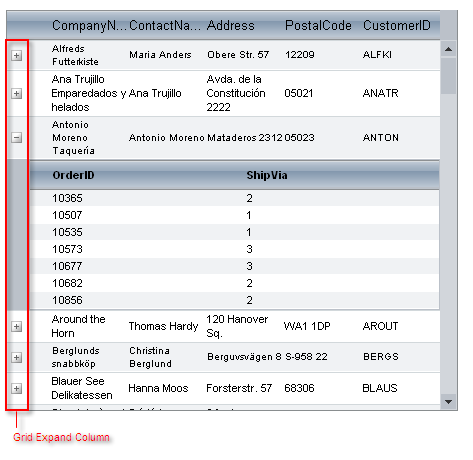 CompanyN... ContactNa... Address PostalCode CustomerID
Alfreds Futterkiste Maria Anders Obere Str. 57 12209 ALFKI
Ana Trujillo Emparedados y helados Ana Trujillo Avda. de la Constitución 2222 05021 ANATR
Antonio Moreno Taquería Antonio Moreno Mataderos 2312 05023 ANTON
OrderID ShipVia
10365 2
10507 1
10535 1
10573 3
10677 3
10682 2
10856 2
Around the Horn Thomas Hardy 120 Hanover Sq. WA1 1DP AROUT
Berglunds snabbköp Christina Berglund Berguvsvägen 8 S-958 22 BERGS
Blauer See Delikatessen Hanna Moos Forsterstr. 57 68306 BLAUS
Grid Expand Column